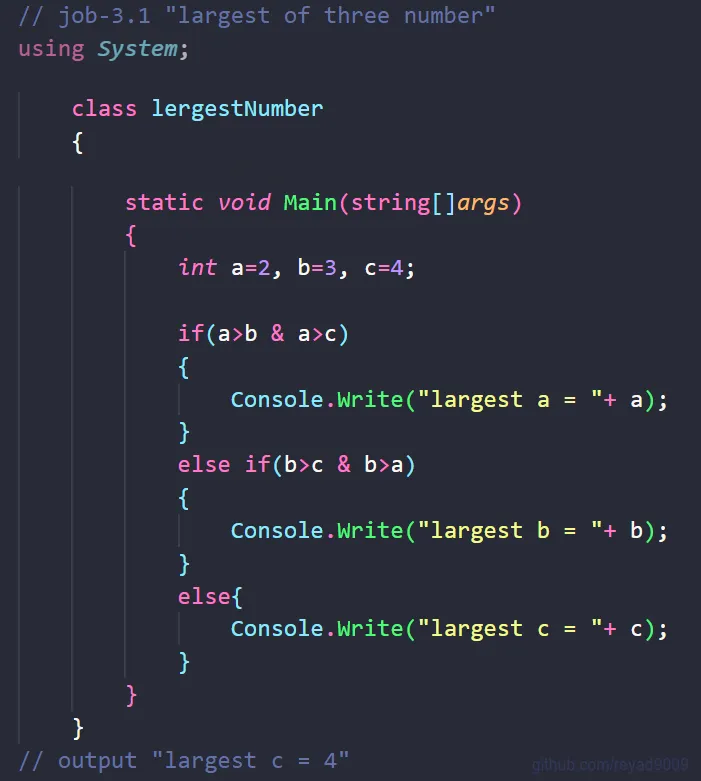 // job-3.1 "largest of three number"
using System;
class lergestNumber
{
static void Main(string[]args)
{
int a=2, b=3, c=4;
if(a>b & a>c)
{
Console.Write("largest a = "+ a);
}
else if(b>c & b>a)
{
Console.Write("largest b = "+ b);
}
else{
Console.Write("largest c = "+ c);
}
}
}
// output "largest c = 4"
github.com/reyad9009